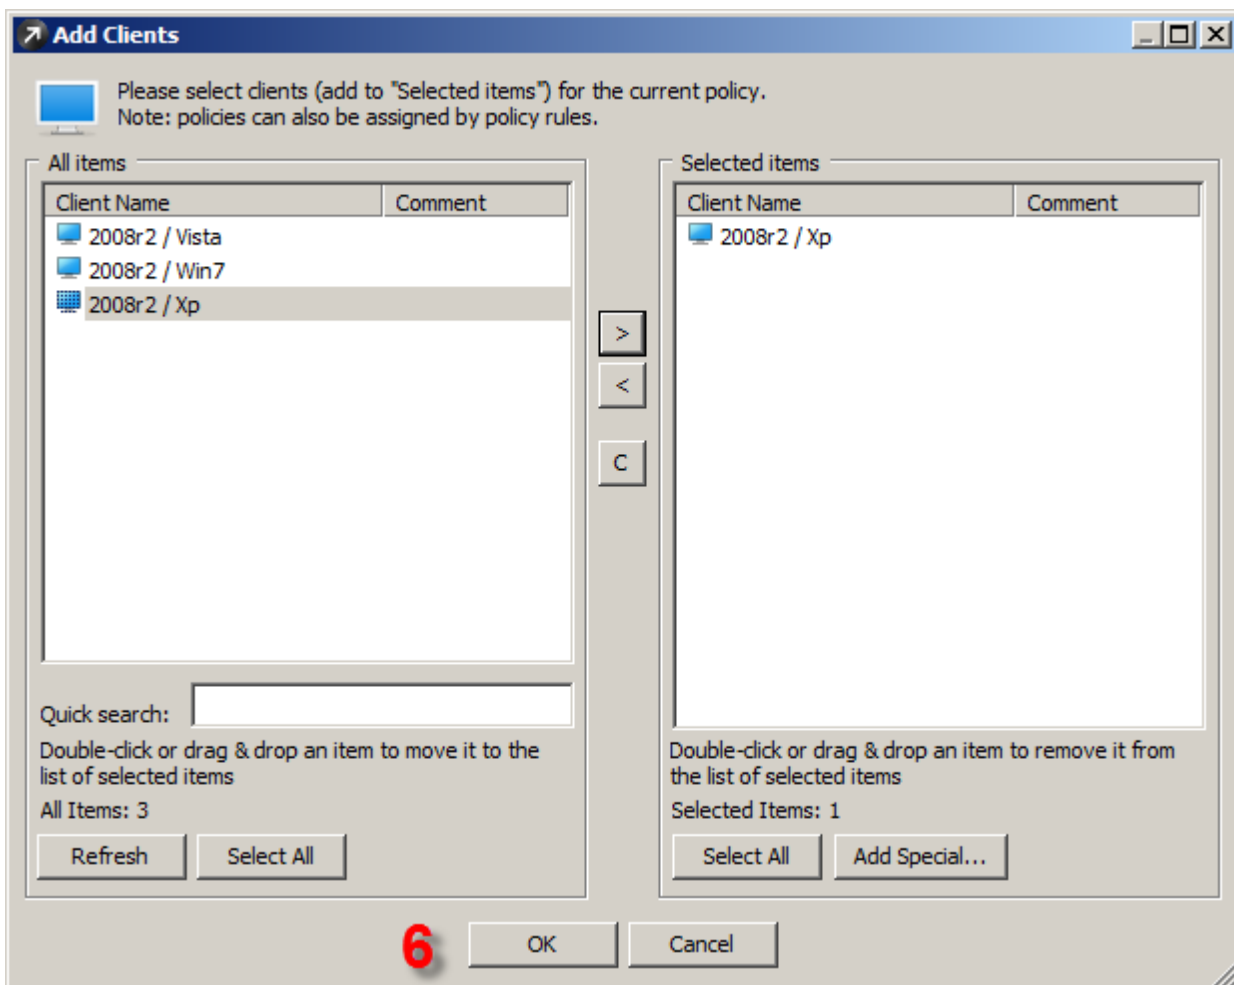 Add Clients
Please select clients (add to "Selected items") for the current policy.
Note: policies can also be assigned by policy rules.
All items
Client Name Comment
2008r2 / Vista
2008r2 / Win7
2008r2 / Xp
Quick search:
Double-click or drag & drop an item to move it to the
list of selected items
All Items: 3
Refresh Select All
>
<
C
Selected items
Client Name Comment
2008r2 / Xp
Double-click or drag & drop an item to remove it from
the list of selected items
Selected Items: 1
Select All Add Special...
6 OK Cancel